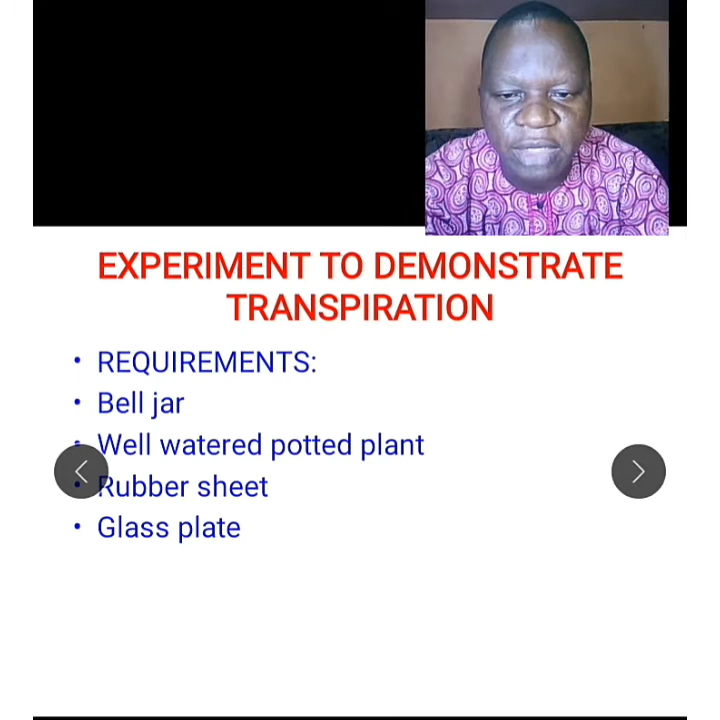 EXPERIMENT TO DEMONSTRATE
TRANSPIRATION
• REQUIREMENTS:
• Bell jar
• Well watered potted plant
• Rubber sheet
• Glass plate